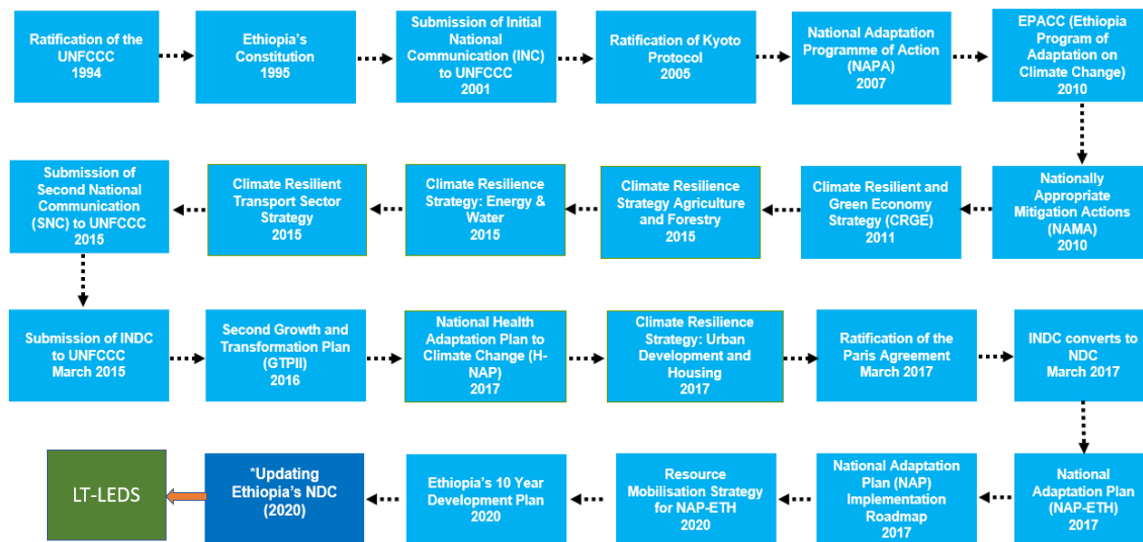 Ratification of the
UNFCCC
1994
Ethiopia's
Constitution
1995
Submission of Initial
National
Communication (INC)
to UNFCCC
2001
Ratification of Kyoto
Protocol
2005
National Adaptation
Programme of Action
(NAPA)
2007
EPACC (Ethiopia
Program of
Adaptation on
Climate Change)
2010
Submission of
Second National
Communication
(SNC) to UNFCCC
2015
Climate Resilient
Transport Sector
Strategy
2015
Climate Resilience
Strategy: Energy &
Water
2015
Climate Resilience
Strategy Agriculture
and Forestry
2015
Climate Resilient and
Green Economy
Strategy (CRGE)
2011
Nationally
Appropriate
Mitigation Actions
(NAMA)
2010
Submission of INDC
to UNFCCC
March 2015
Second Growth and
Transformation Plan
(GTPII)
2016
National Health
Adaptation Plan to
Climate Change (H-
NAP)
2017
Climate Resilience
Strategy: Urban
Development and
Housing
2017
Ratification of the
Paris Agreement
March 2017
INDC converts to
NDC
March 2017
LT-LEDS
*Updating
Ethiopia's NDC
(2020)
Ethiopia's 10 Year
Development Plan
2020
Resource
Mobilisation Strategy
for NAP-ETH
2020
National Adaptation
Plan (NAP)
Implementation
Roadmap
2017
National
Adaptation Plan
(NAP-ETH)
2017